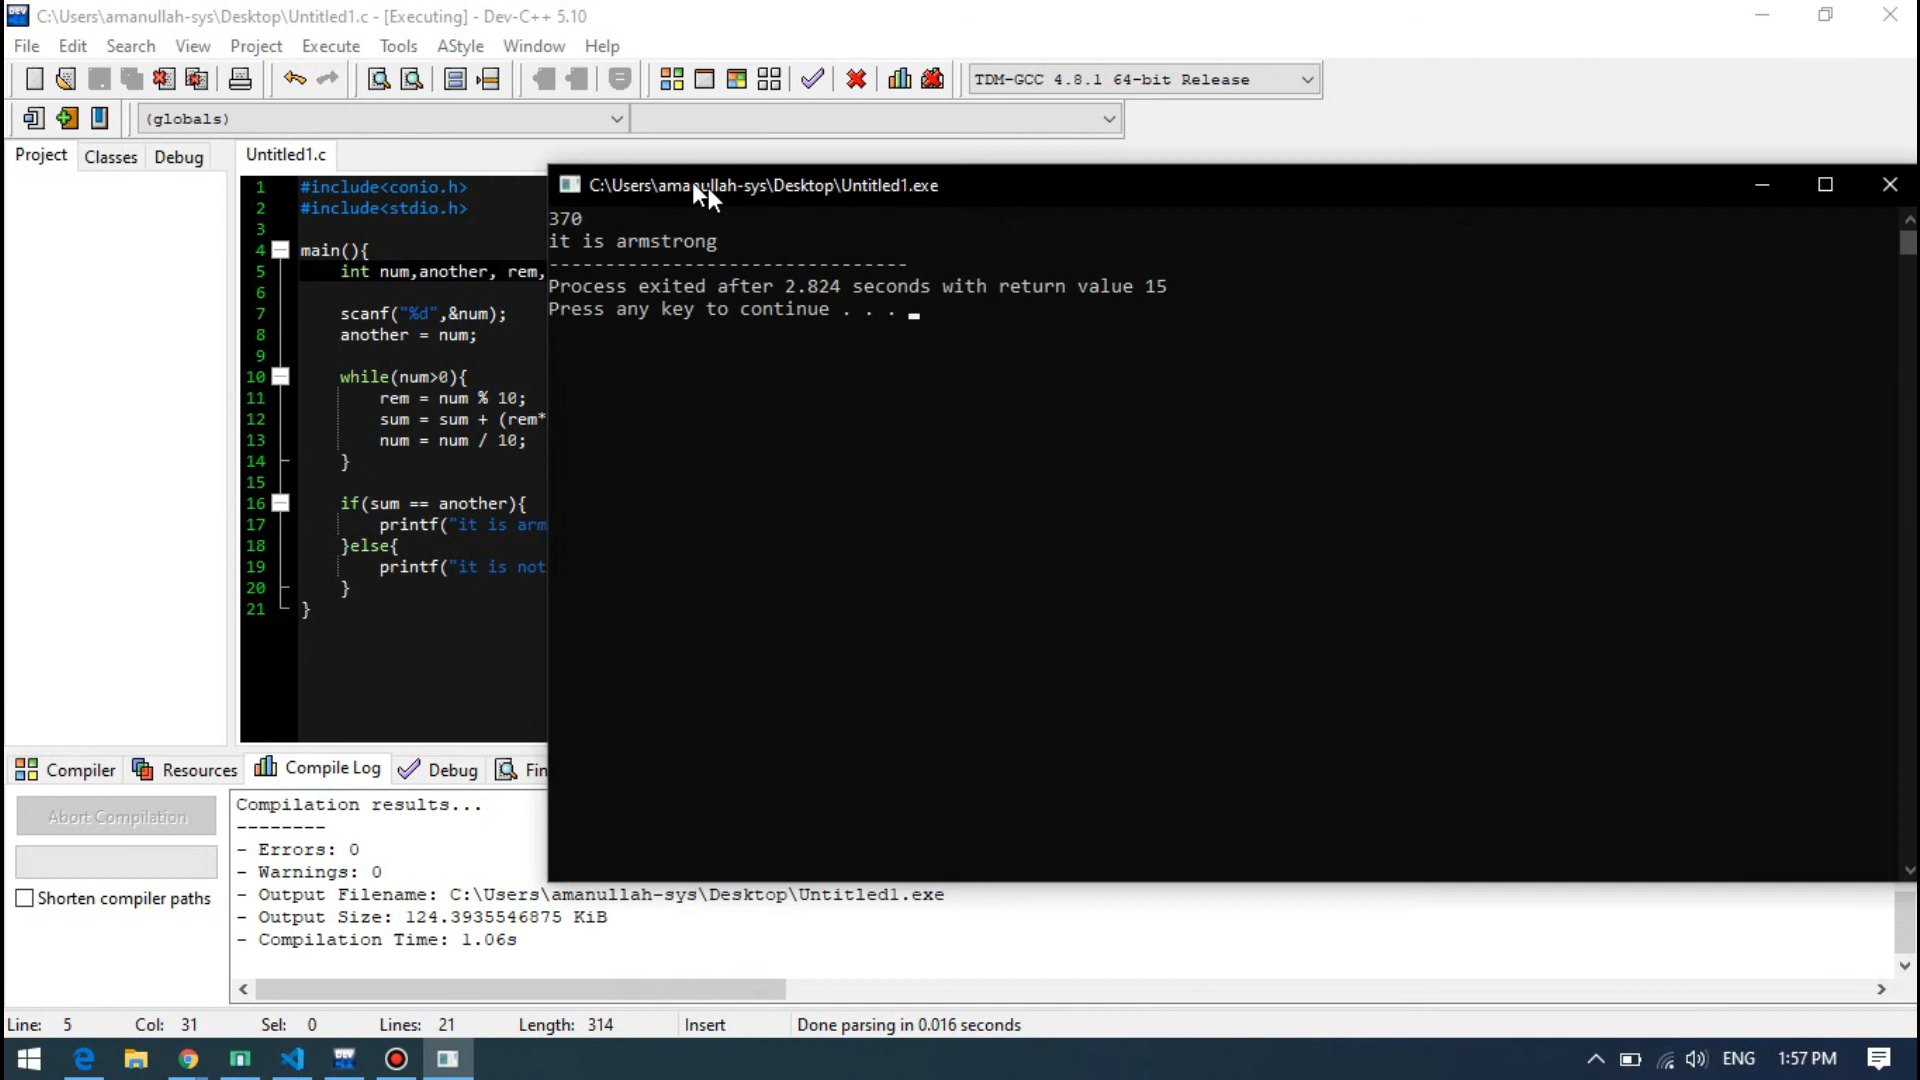 C:\Users\amanullah-sys\Desktop\Untitled1.c - [Executing] - Dev-C++ 5.10
File Edit Search View Project Execute Tools AStyle Window Help
TDM-GCC 4.8.1 64-bit Release
(globals)
Project Classes Debug
Untitled1.c
1 #include<conio.h>
2 #include<stdio.h>
3
4 main(){
5 int num,another, rem,
6
7 scanf("%d",&num);
8 another = num;
9
10 while(num>0){
11 rem = num % 10;
12 sum = sum + (rem*
13 num = num / 10;
14 }
15
16 if(sum == another){
17 printf("it is arm
18 }else{
19 printf("it is not
20 }
21 }
C:\Users\amanullah-sys\Desktop\Untitled1.exe
370
it is armstrong
--------------------------------
Process exited after 2.824 seconds with return value 15
Press any key to continue . . .
Compiler Resources Compile Log Debug Fin
Abort Compilation
Shorten compiler paths
Compilation results...
--------
- Errors: 0
- Warnings: 0
- Output Filename: C:\Users\amanullah-sys\Desktop\Untitled1.exe
- Output Size: 124.3935546875 KiB
- Compilation Time: 1.06s
Line: 5 Col: 31 Sel: 0 Lines: 21 Length: 314 Insert Done parsing in 0.016 seconds
DEV
ENG 1:57 PM